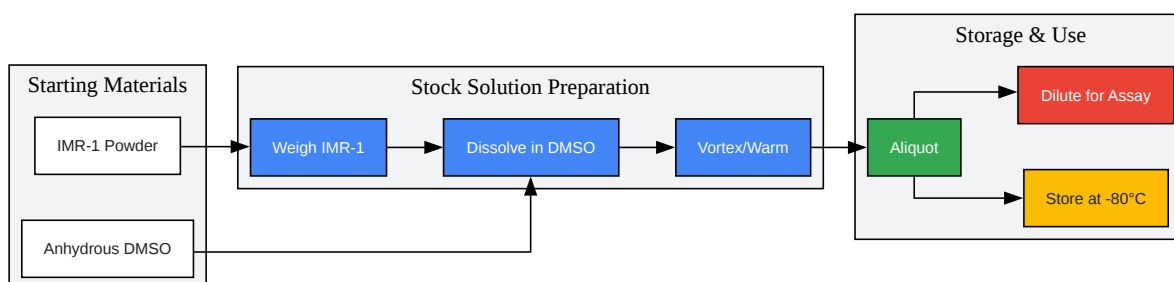 Starting Materials
IMR-1 Powder
Anhydrous DMSO
Stock Solution Preparation
Weigh IMR-1
Dissolve in DMSO
Vortex/Warm
Storage & Use
Aliquot
Dilute for Assay
Store at -80°C